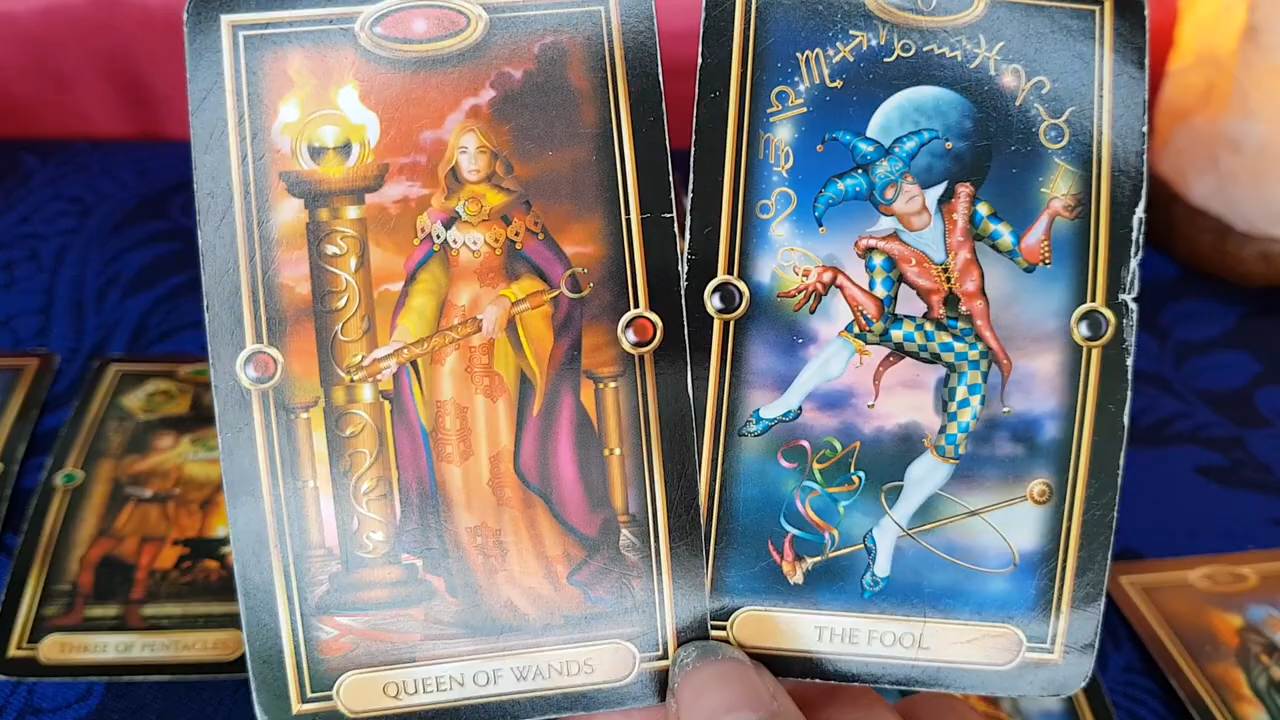 THREE OF PENTACLES
QUEEN OF WANDS
THE FOOL